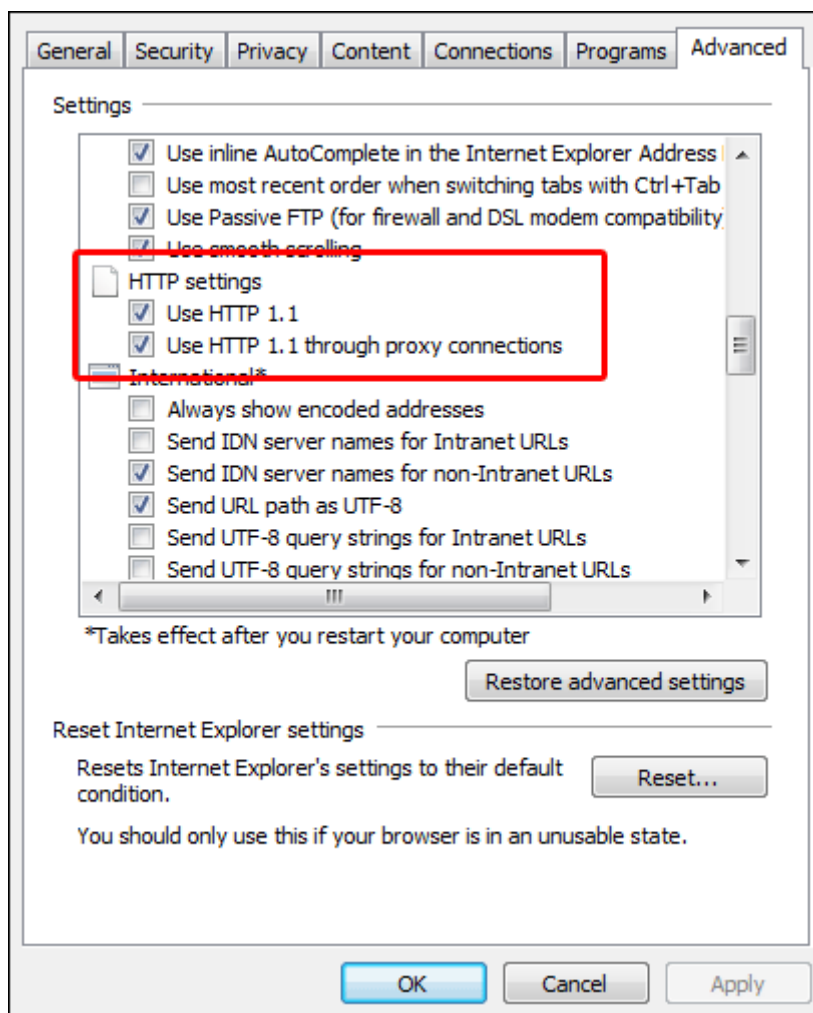 General Security Privacy Content Connections Programs Advanced
Settings
Use inline AutoComplete in the Internet Explorer Address
Use most recent order when switching tabs with Ctrl+Tab
Use Passive FTP (for firewall and DSL modem compatibility
Use smooth scrolling
HTTP settings
Use HTTP 1.1
Use HTTP 1.1 through proxy connections
International*
Always show encoded addresses
Send IDN server names for Intranet URLs
Send IDN server names for non-Intranet URLs
Send URL path as UTF-8
Send UTF-8 query strings for Intranet URLs
Send UTF-8 query strings for non-Intranet URLs
*Takes effect after you restart your computer
Restore advanced settings
Reset Internet Explorer settings
Resets Internet Explorer's settings to their default
condition.
Reset...
You should only use this if your browser is in an unusable state.
OK Cancel Apply